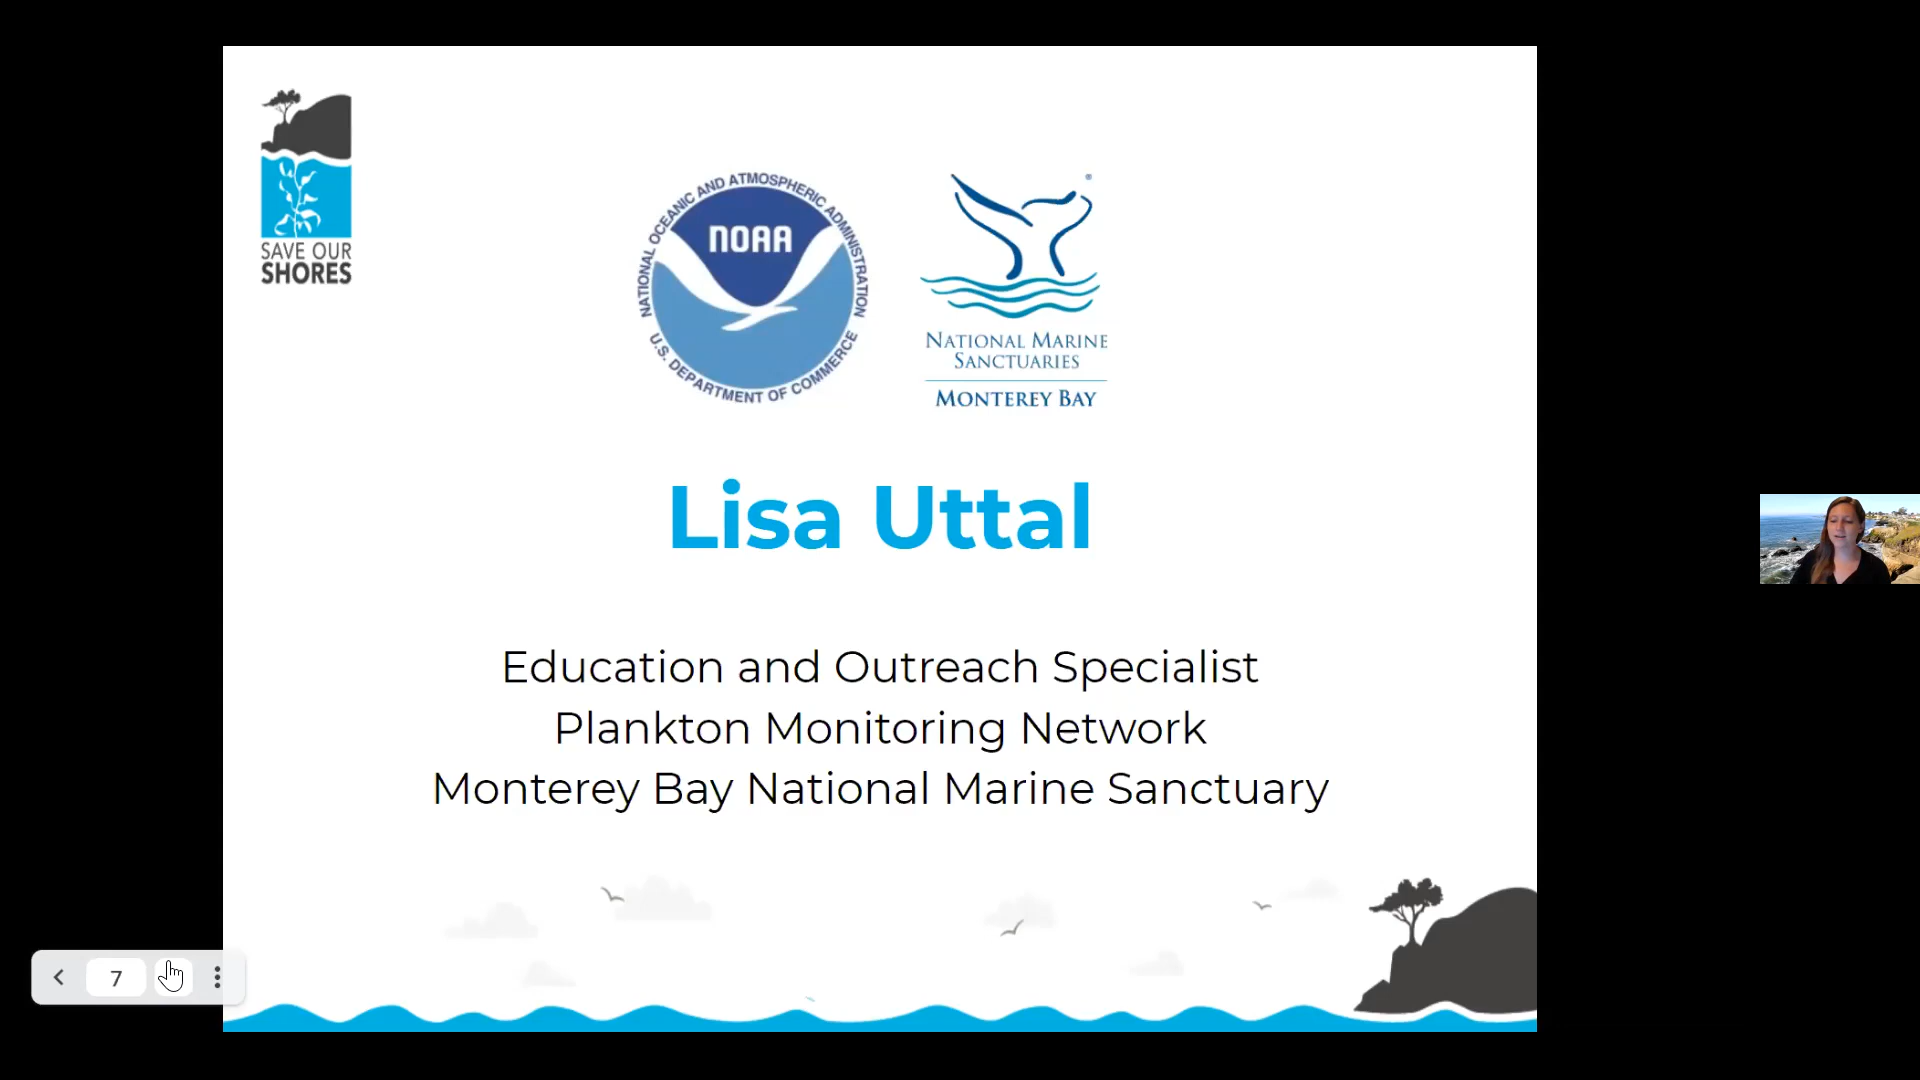 SAVE OUR
SHORES
NATIONAL OCEANIC AND ATMOSPHERIC ADMINISTRATION
NOAA
U.S. DEPARTMENT OF COMMERCE
®
NATIONAL MARINE
SANCTUARIES
MONTEREY BAY
Lisa Uttal
Education and Outreach Specialist
Plankton Monitoring Network
Monterey Bay National Marine Sanctuary
7